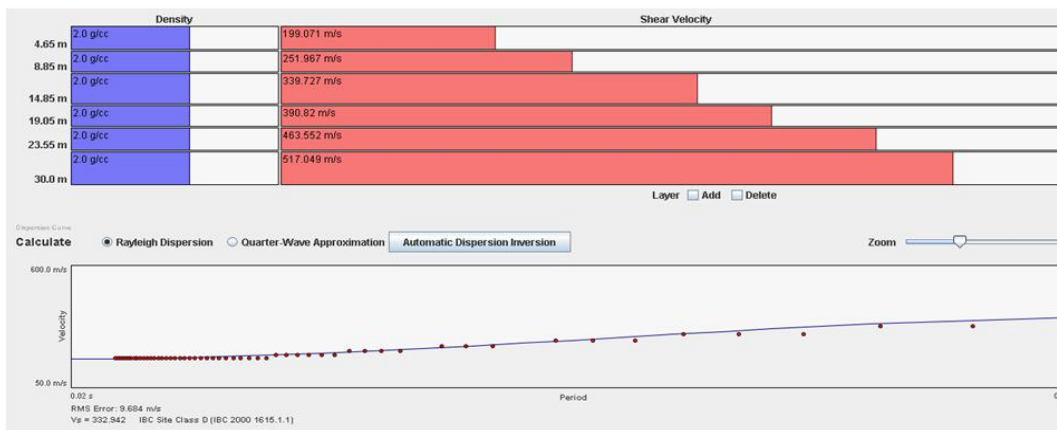 Density Shear Velocity
2.0 g/cc 199.071 m/s
4.65 m
2.0 g/cc 251.967 m/s
8.85 m
2.0 g/cc 339.727 m/s
14.85 m
2.0 g/cc 390.82 m/s
19.05 m
2.0 g/cc 463.552 m/s
23.55 m
2.0 g/cc 517.049 m/s
30.0 m
Layer Add Delete
Dispersion Curve
Calculate Rayleigh Dispersion Quarter-Wave Approximation Automatic Dispersion Inversion Zoom
600.0 m/s
Velocity
50.0 m/s
0.02 s Period 0
RMS Error: 9.684 m/s
Vs = 332.942 IBC Site Class D (IBC 2000 1615.1.1)